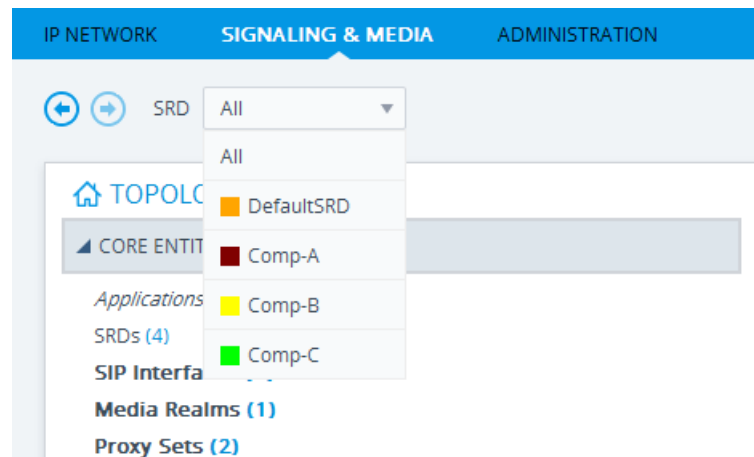 IP NETWORK SIGNALING & MEDIA ADMINISTRATION
SRD All
All
TOPOLO
DefaultSRD
CORE ENTIT
Comp-A
Applications
Comp-B
SRDs (4)
Comp-C
SIP Interfa
Media Realms (1)
Proxy Sets (2)